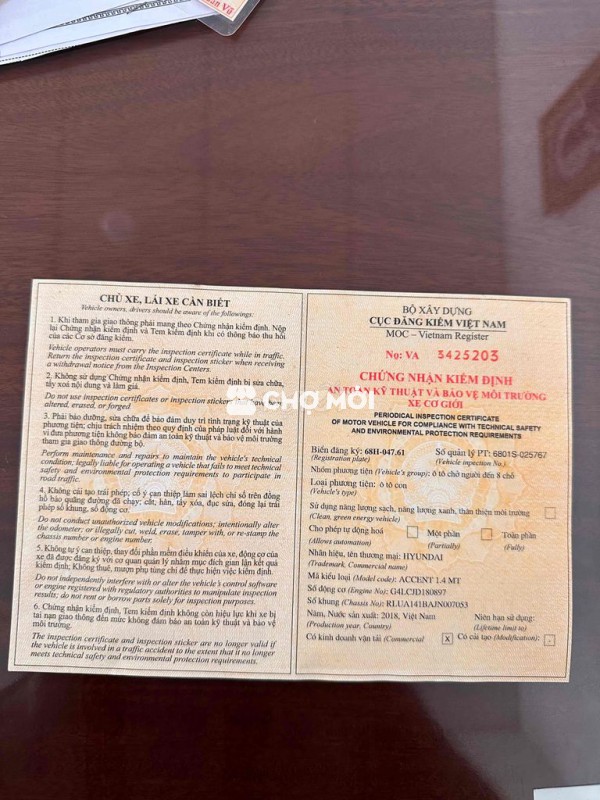 CHỦ XE, LÁI XE CẦN BIẾT
Vehicle owners, drivers should be aware of the followings:
1. Khi tham gia giao thông phải mang theo Chứng nhận kiểm định. Nộp
lại Chứng nhận kiểm định và Tem kiểm định khi có thông báo thu hồi
của các Cơ sở đăng kiểm.
Vehicle operators must carry the inspection certificate while in traffic.
Return the inspection certificate and inspection sticker when receiving
a withdrawal notice from the Inspection Centers.
2. Không sử dụng Chứng nhận kiểm định, Tem kiểm định bị sửa chữa,
tẩy xoá nội dung và làm giả.
Do not use inspection certificates or inspection sticker
altered, erased, or forged
3. Phải bảo dưỡng, sửa chữa để bảo đảm duy trì tình trạng kỹ thuật của
phương tiện; chịu trách nhiệm theo quy định của pháp luật đối với hành
vi đưa phương tiện không bảo đảm an toàn kỹ thuật và bảo vệ môi trường
tham gia giao thông đường bộ.
Perform maintenance and repairs to maintain the vehicle's technical
condition, legally liable for operating a vehicle that fails to meet technical
safety and environmental protection requirements to participate in
road traffic.
4. Không cải tạo trái phép; cố ý can thiệp làm sai lệch chỉ số trên đồng
hồ báo quãng đường đã chạy; cắt, hàn, tẩy xóa, đục sửa, đóng lại trái
phép số khung, số động cơ.
Do not conduct unauthorized vehicle modifications; intentionally alter
the odometer; or illegally cut, weld, erase, tamper with, or re-stamp the
chassis number or engine number.
5. Không tự ý can thiệp, thay đổi phần mềm điều khiển của xe, động cơ của
xe đã được đăng ký với cơ quan quản lý nhằm mục đích gian lận kết quả
kiểm định; Không thuê, mượn phụ tùng chỉ để thực hiện việc kiểm định.
Do not independently interfere with or alter the vehicle's control software
or engine registered with regulatory authorities to manipulate inspection
results; do not rent or borrow parts solely for inspection purposes.
6. Chứng nhận kiểm định, Tem kiểm định không còn hiệu lực khi xe bị
tai nạn giao thông đến mức không đảm bảo an toàn kỹ thuật và bảo vệ
môi trường.
The inspection certificate and inspection sticker are no longer valid if
the vehicle is involved in a traffic accident to the extent that it no longer
meets technical safety and environmental protection requirements.
BỘ XÂY DỰNG
CỤC ĐĂNG KIỂM VIỆT NAM
MOC – Vietnam Register
No: VA 5425203
CHỨNG NHẬN KIỂM ĐỊNH
AN TOÀN KỸ THUẬT VÀ BẢO VỆ MÔI TRƯỜNG
XE CƠ GIỚI
PERIODICAL INSPECTION CERTIFICATE
OF MOTOR VEHICLE FOR COMPLIANCE WITH TECHNICAL SAFETY
AND ENVIRONMENTAL PROTECTION REQUIREMENTS
Biển đăng ký: 68H-047.61 Số quản lý PT: 6801S-025767
(Registration plate) (Vehicle inpection No.)
Nhóm phương tiện (Vehicle's group): ô tô chở người đến 8 chỗ
Loại phương tiện: ô tô con
(Vehicle's type)
Sử dụng năng lượng sạch, năng lượng xanh, thân thiện môi trường
(Clean, green energy vehicle)
Cho phép tự động hoá Một phần Toàn phần
(Allows automation) (Partially) (Fully)
Nhãn hiệu, tên thương mại: HYUNDAI
(Trademark, Commercial name)
Mã kiểu loại (Model code): ACCENT 1.4 MT
Số động cơ (Engine No): G4LCJD180897
Số khung (Chassis No): RLUA141BAJN007053
Năm, Nước sản xuất: 2018, Việt Nam Niên hạn sử dụng:
(Production year, Country) (Lifetime limit to)
Có kinh doanh vận tải (Commercial X Có cải tạo (Modification):
CHỢ MỚI